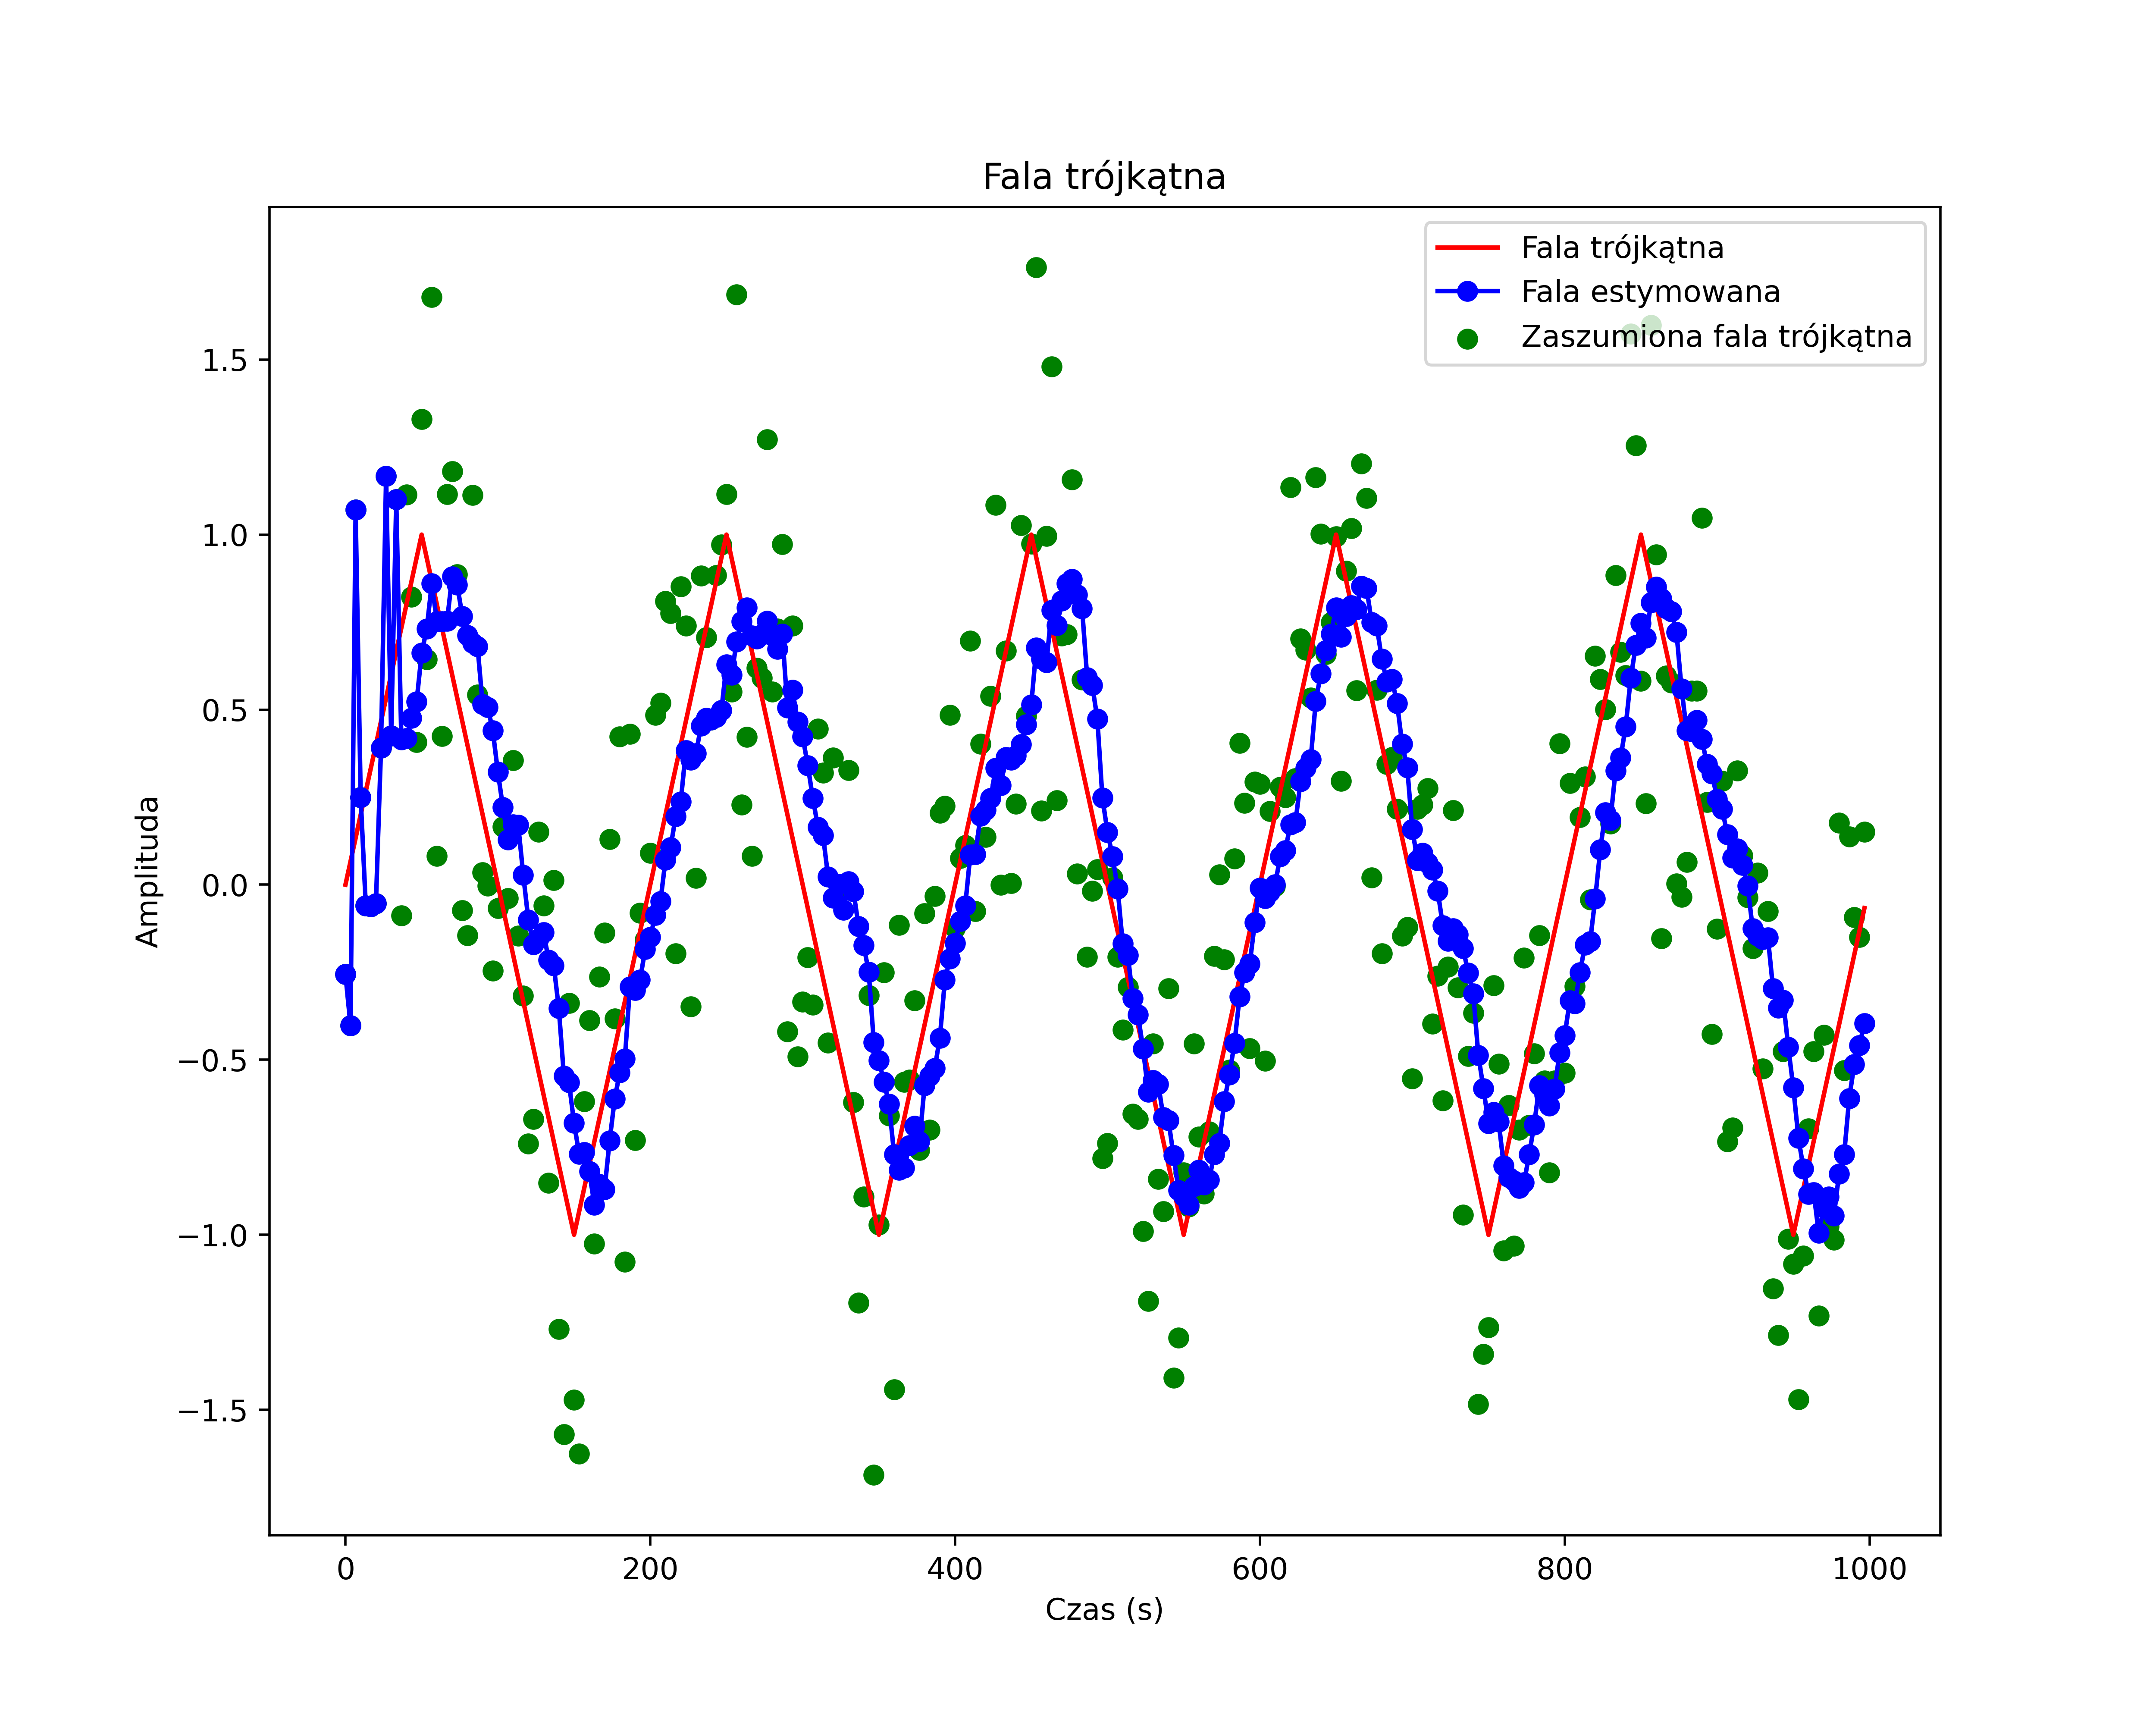 Fala trójkątna
Fala trójkątna
Fala estymowana
Zaszumiona fala trójkątna
Amplituda
1.5
1.0
0.5
0.0
−0.5
−1.0
−1.5
0 200 400 600 800 1000
Czas (s)